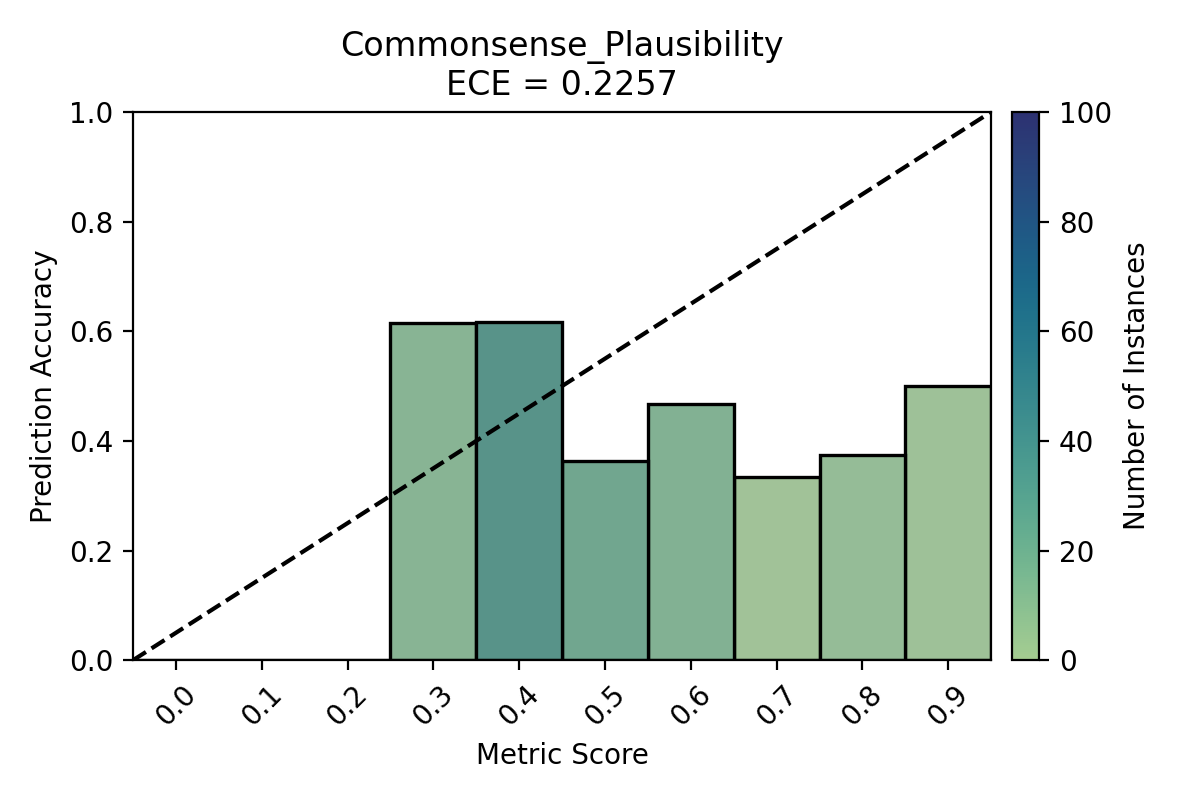 Commonsense_Plausibility
ECE = 0.2257
1.0
0.8
0.6
0.4
0.2
0.0
Prediction Accuracy
0.0 0.1 0.2 0.3 0.4 0.5 0.6 0.7 0.8 0.9
Metric Score
100
80
60
40
20
0
Number of Instances